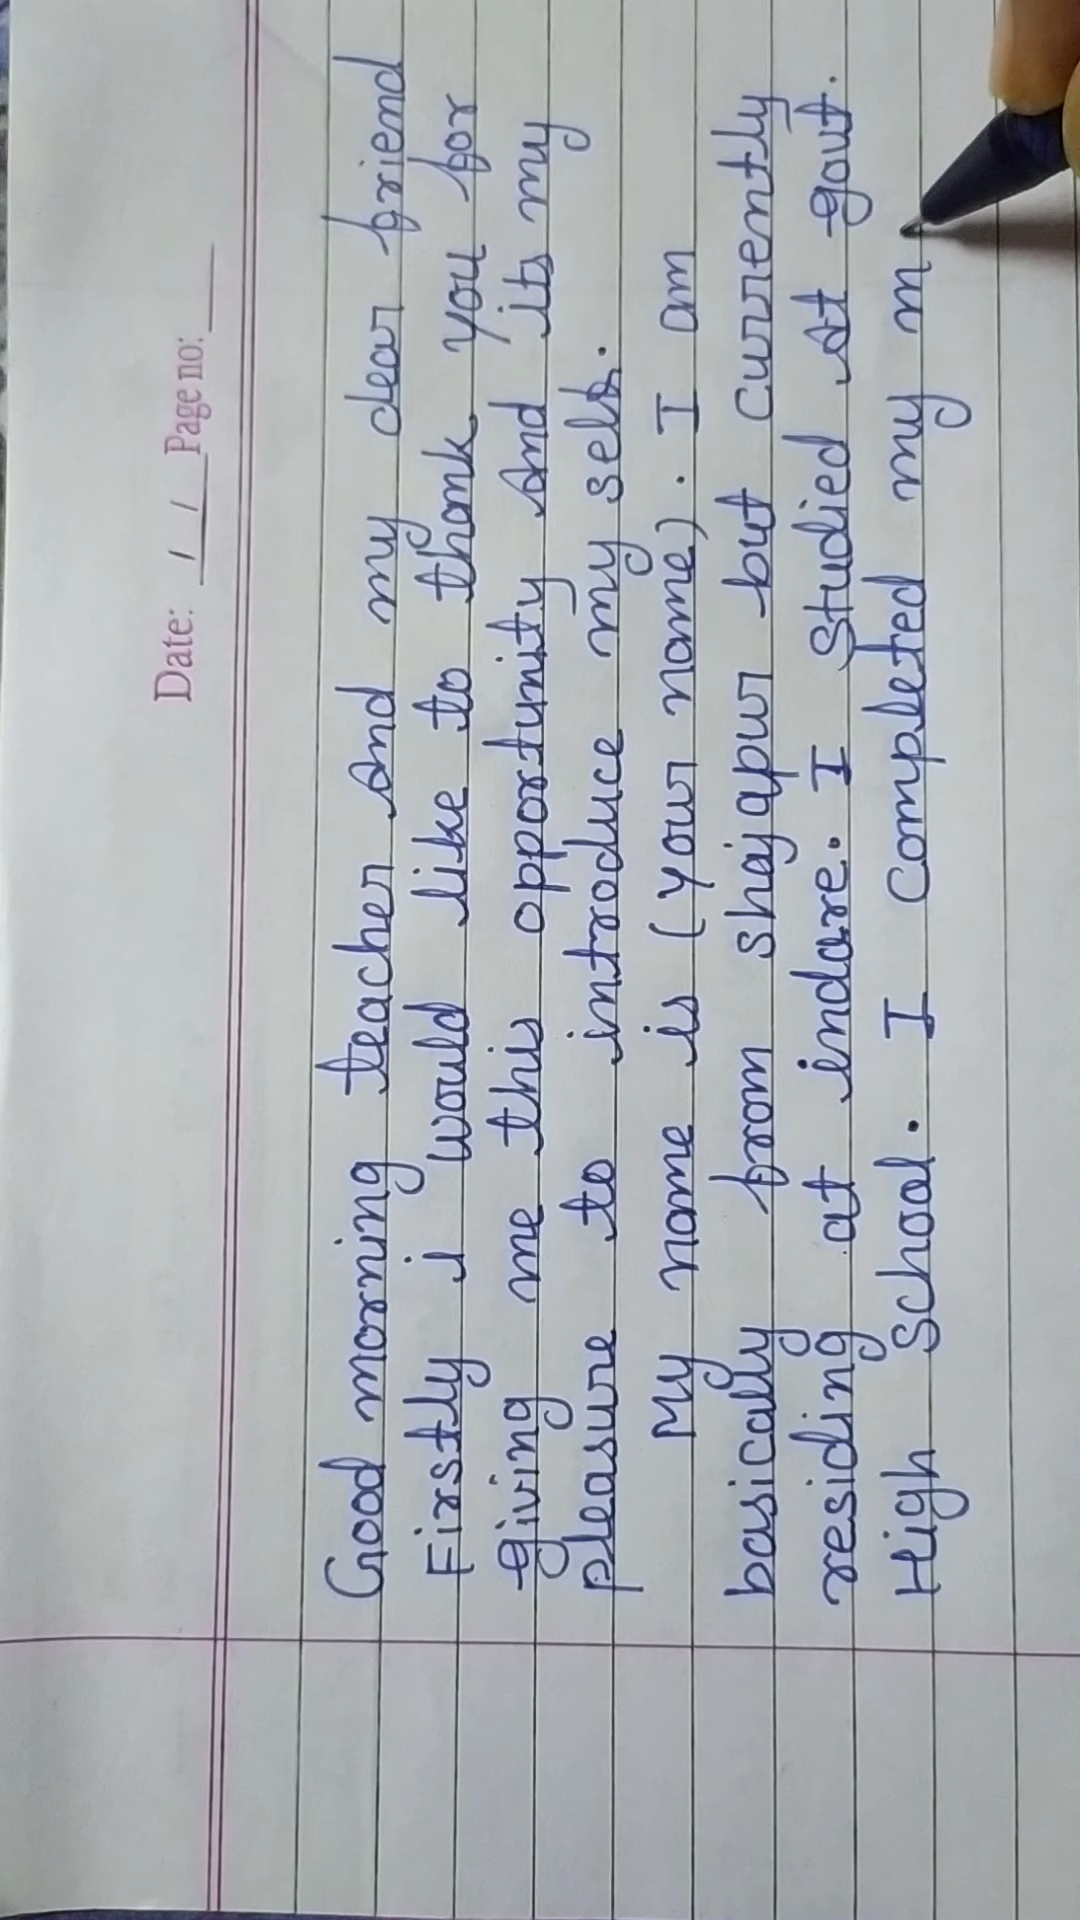 Date: / / Page no:
Good morning teacher And my dear friend
Firstly i would like to thank you for
giving me this opportunity And its my
pleasure to introduce my self.
My name is (your name). I am
basically from shajapur but currently
residing at indore. I studied At gout.
High School. I Completed my m